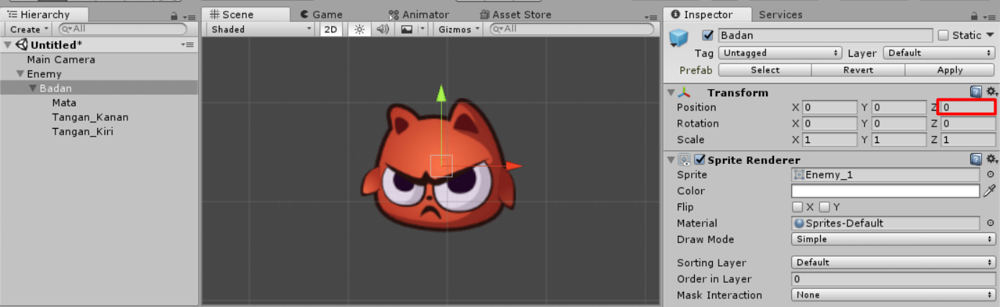 Hierarchy
Create All
Untitled*
Main Camera
Enemy
Badan
Mata
Tangan_Kanan
Tangan_Kiri
Scene Game Animator Asset Store
Shaded 2D Gizmos All
Inspector Services
Badan Static
Tag Untagged Layer Default
Prefab Select Revert Apply
Transform
Position X 0 Y 0 Z 0
Rotation X 0 Y 0 Z 0
Scale X 1 Y 1 Z 1
Sprite Renderer
Sprite Enemy_1
Color
Flip X Y
Material Sprites-Default
Draw Mode Simple
Sorting Layer Default
Order in Layer 0
Mask Interaction None